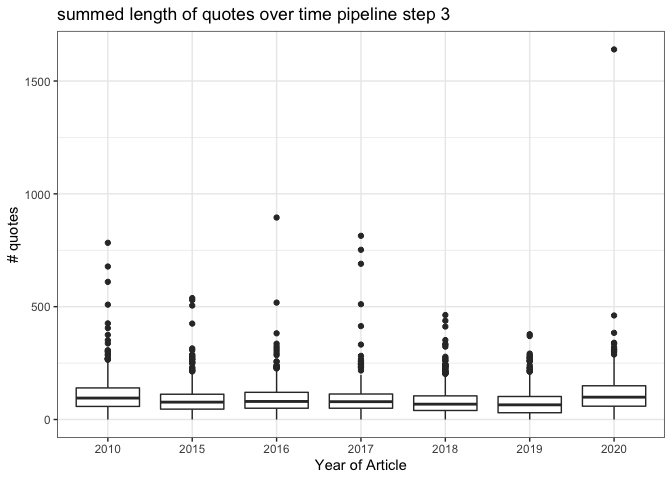 summed length of quotes over time pipeline step 3
# quotes
1500
1000
500
0
2010 2015 2016 2017 2018 2019 2020
Year of Article